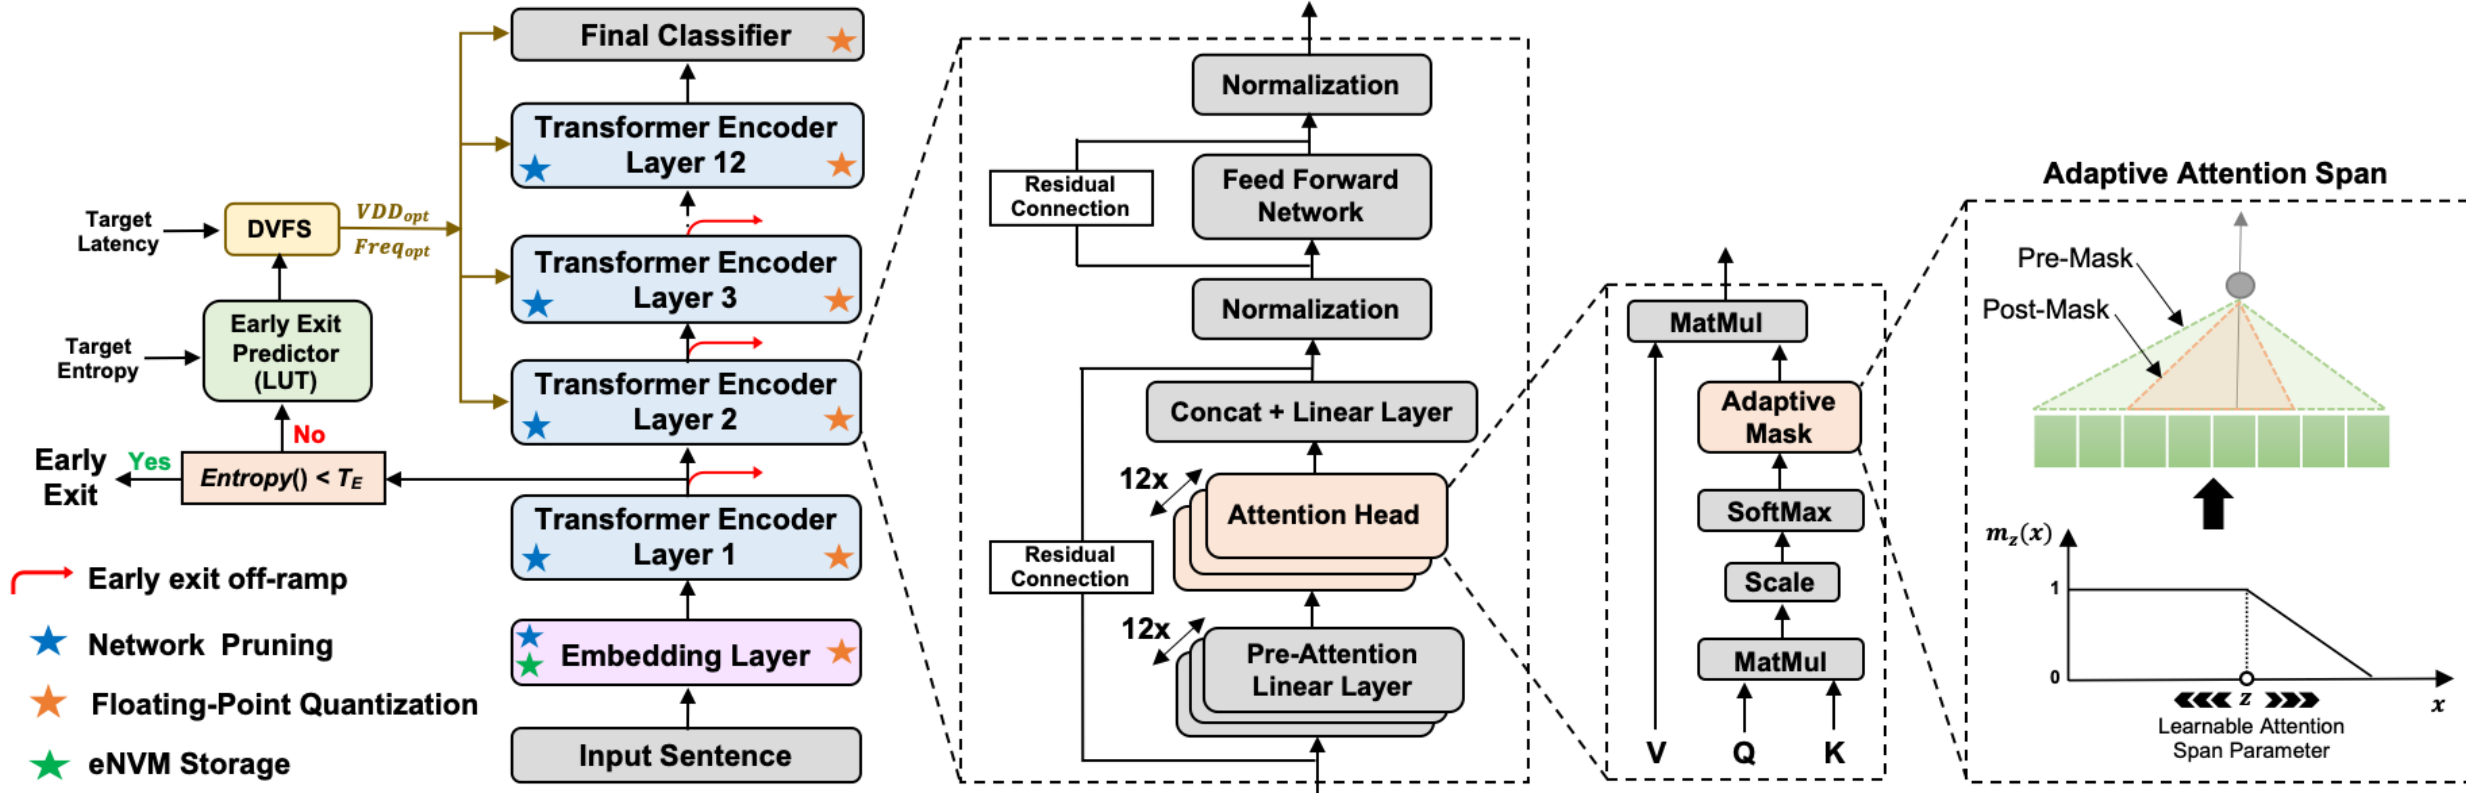 Final Classifier
Transformer Encoder
Layer 12
Transformer Encoder
Layer 3
Transformer Encoder
Layer 2
Transformer Encoder
Layer 1
Embedding Layer
Input Sentence
Target
Latency
DVFS
VDD_opt
Freq_opt
Target
Entropy
Early Exit
Predictor
(LUT)
No
Yes
Early
Exit
Entropy() < T_E
Early exit off-ramp
Network Pruning
Floating-Point Quantization
eNVM Storage
Normalization
Feed Forward
Network
Residual
Connection
Normalization
Concat + Linear Layer
12x
Attention Head
Residual
Connection
12x
Pre-Attention
Linear Layer
MatMul
Adaptive
Mask
SoftMax
Scale
MatMul
V
Q
K
Adaptive Attention Span
Pre-Mask
Post-Mask
m_z(x)
1
0
z
x
Learnable Attention
Span Parameter